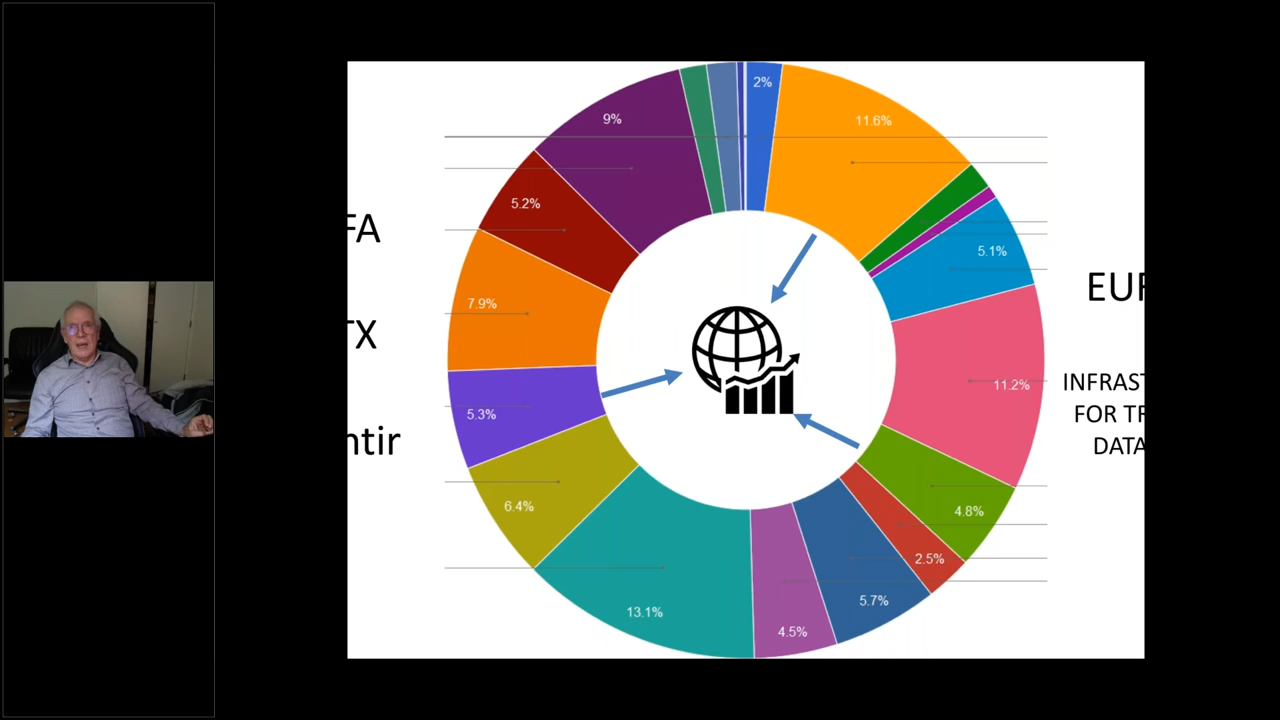 2%
11.6%
9%
5.2%
FA
5.1%
EUR
7.9%
TX
11.2%
INFRAST
FOR TR
DATA
5.3%
ntir
6.4%
4.8%
2.5%
5.7%
13.1%
4.5%